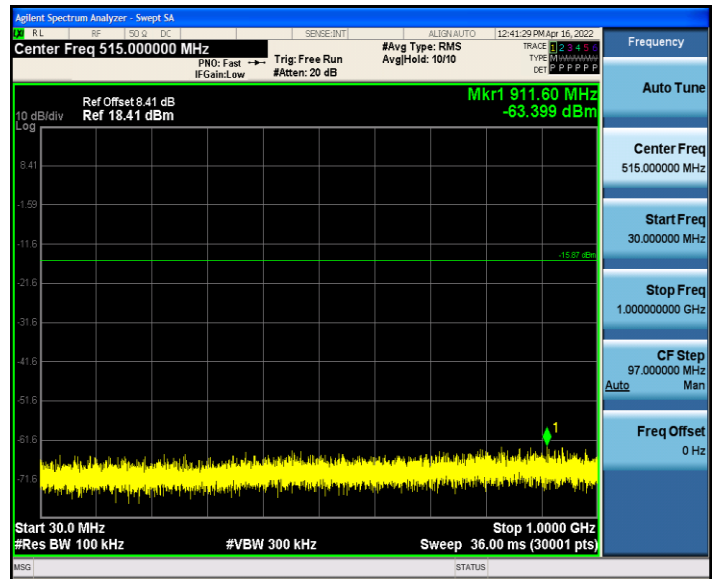 Agilent Spectrum Analyzer - Swept SA
RL RF 50 Ω DC SENSE:INT ALIGN AUTO 12:41:29 PM Apr 16, 2022
Center Freq 515.000000 MHz
PNO: Fast Trig: Free Run
IFGain:Low #Atten: 20 dB
#Avg Type: RMS
Avg|Hold: 10/10
TRACE 1 2 3 4 5 6
TYPE M W W W W W
DET P P P P P P
Frequency
Ref Offset 8.41 dB
10 dB/div Ref 18.41 dBm
Log
Mkr1 911.60 MHz
-63.399 dBm
8.41
-1.59
-11.6
-15.87 dBm
-21.6
-31.6
-41.6
-51.6
-61.6
-71.6
1
Start 30.0 MHz Stop 1.0000 GHz
#Res BW 100 kHz #VBW 300 kHz Sweep 36.00 ms (30001 pts)
Auto Tune
Center Freq
515.000000 MHz
Start Freq
30.000000 MHz
Stop Freq
1.000000000 GHz
CF Step
97.000000 MHz
Auto Man
Freq Offset
0 Hz
MSG STATUS